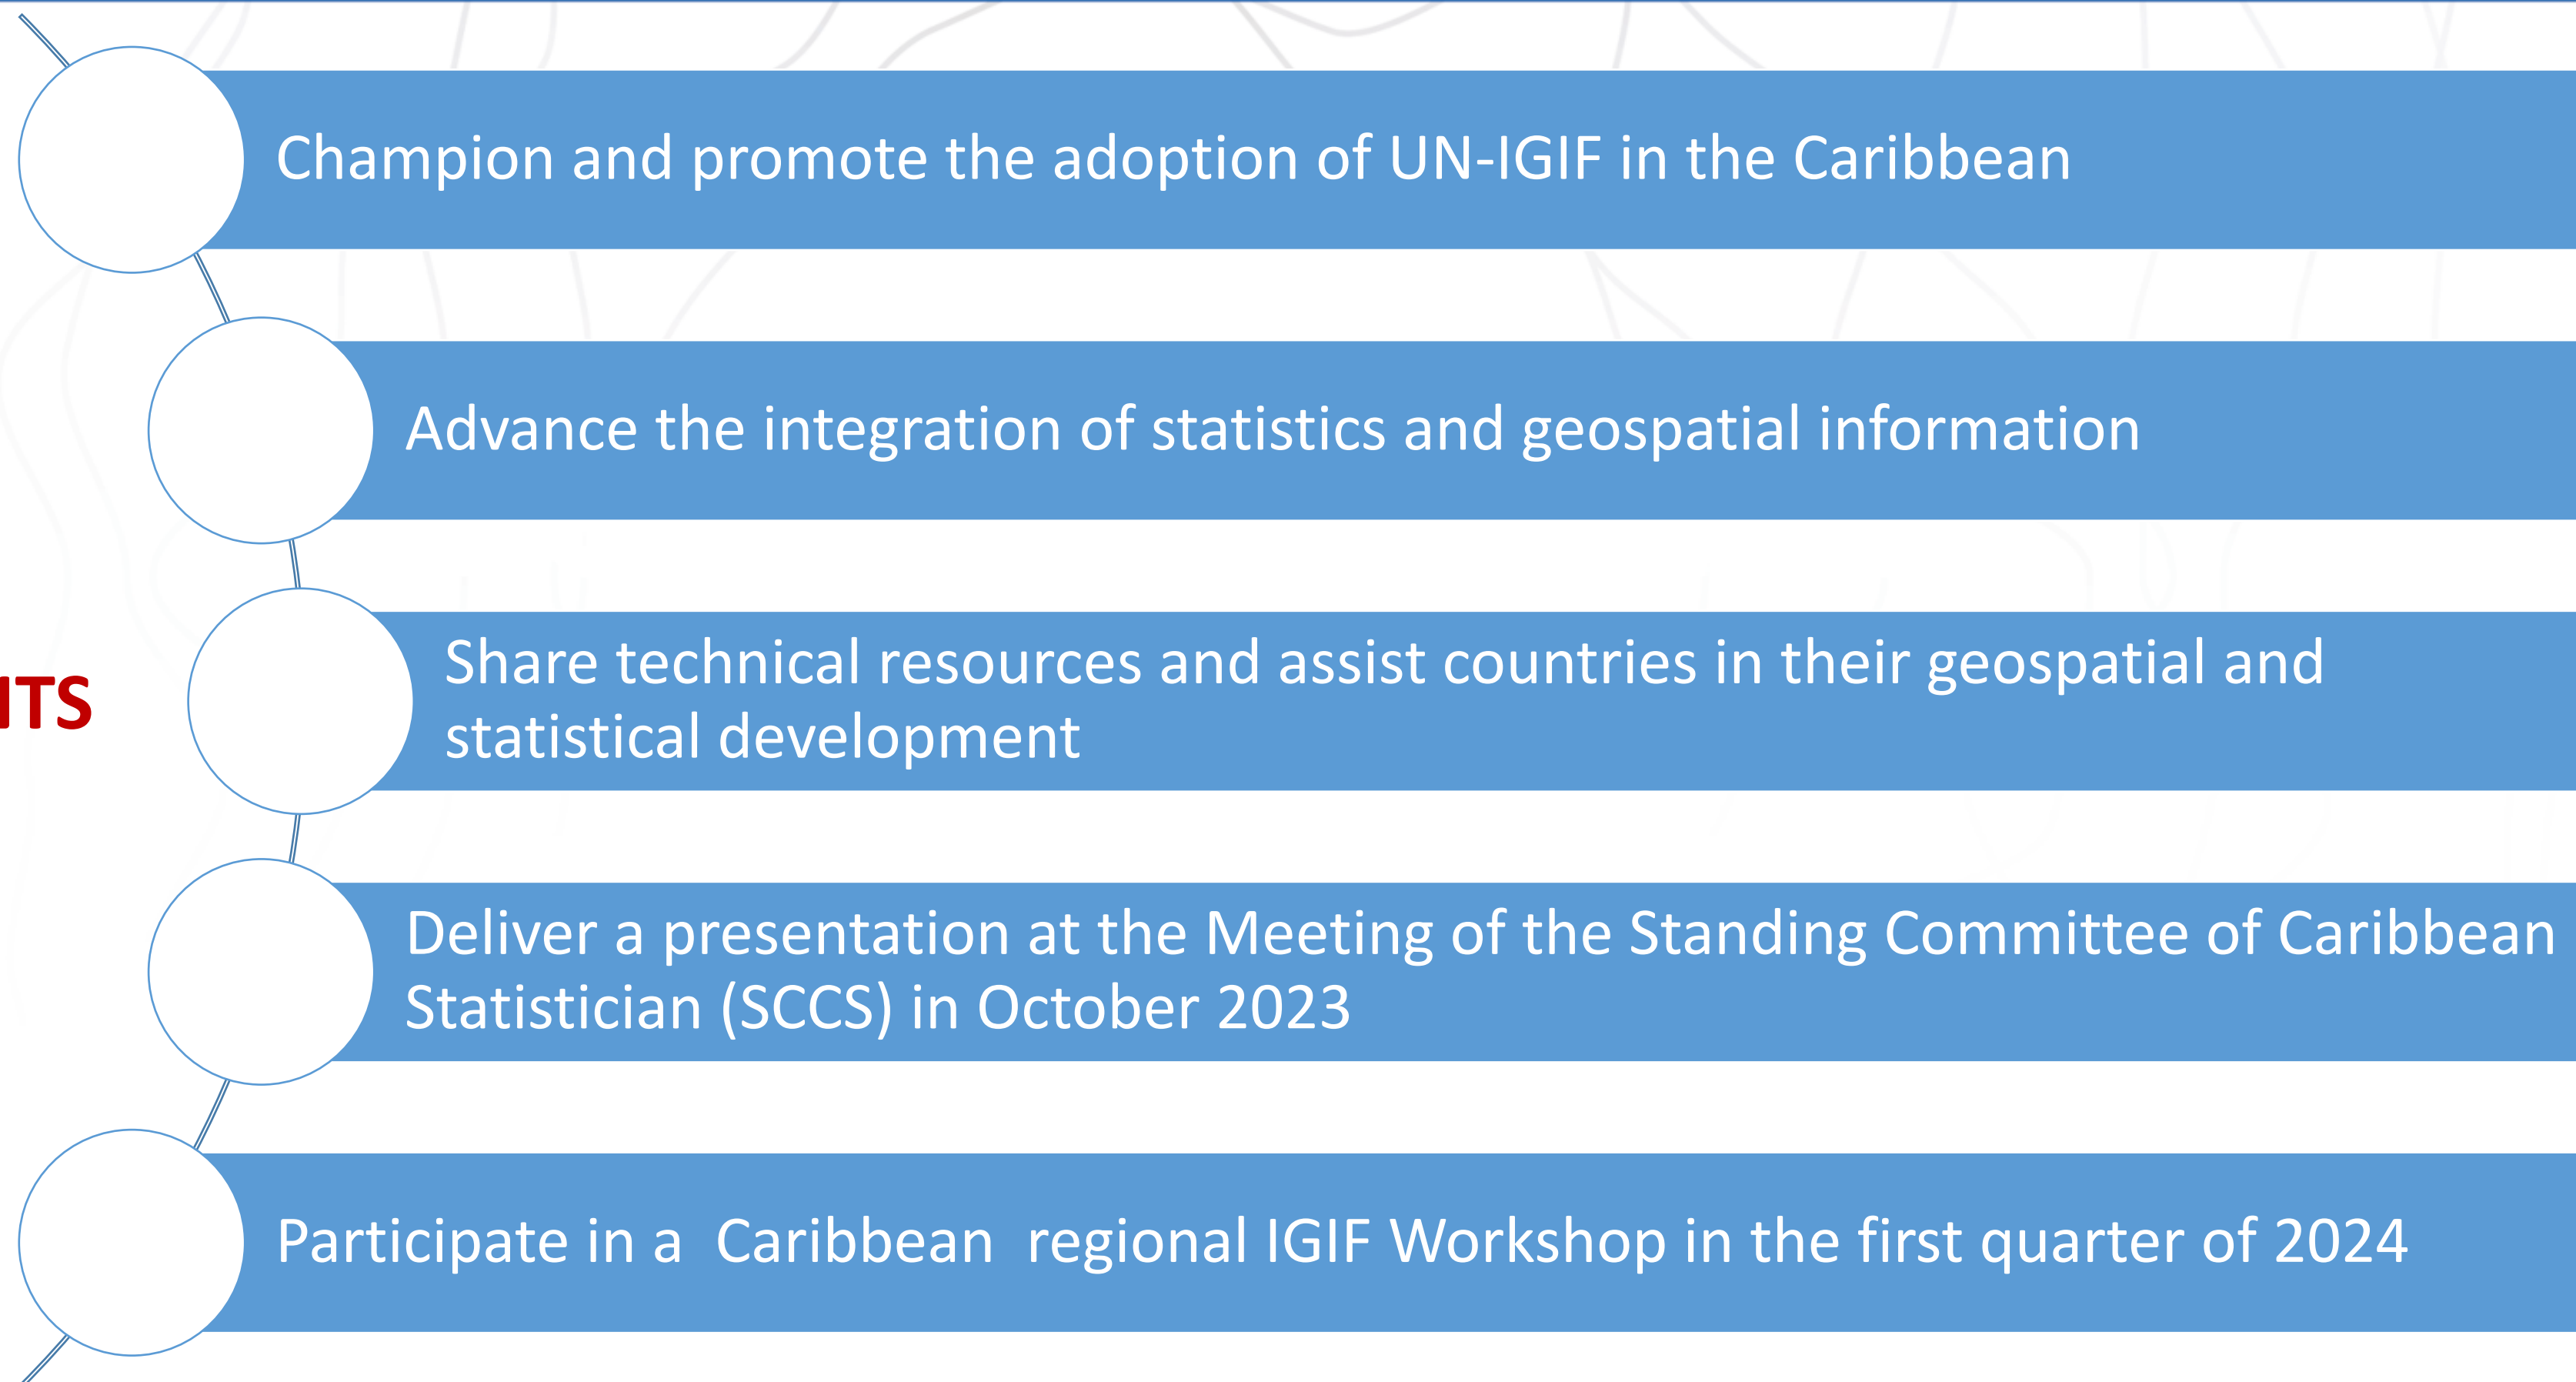 Champion and promote the adoption of UN-IGIF in the Caribbean
Advance the integration of statistics and geospatial information
Share technical resources and assist countries in their geospatial and
statistical development
Deliver a presentation at the Meeting of the Standing Committee of Caribbean
Statistician (SCCS) in October 2023
Participate in a  Caribbean  regional IGIF Workshop in the first quarter of 2024